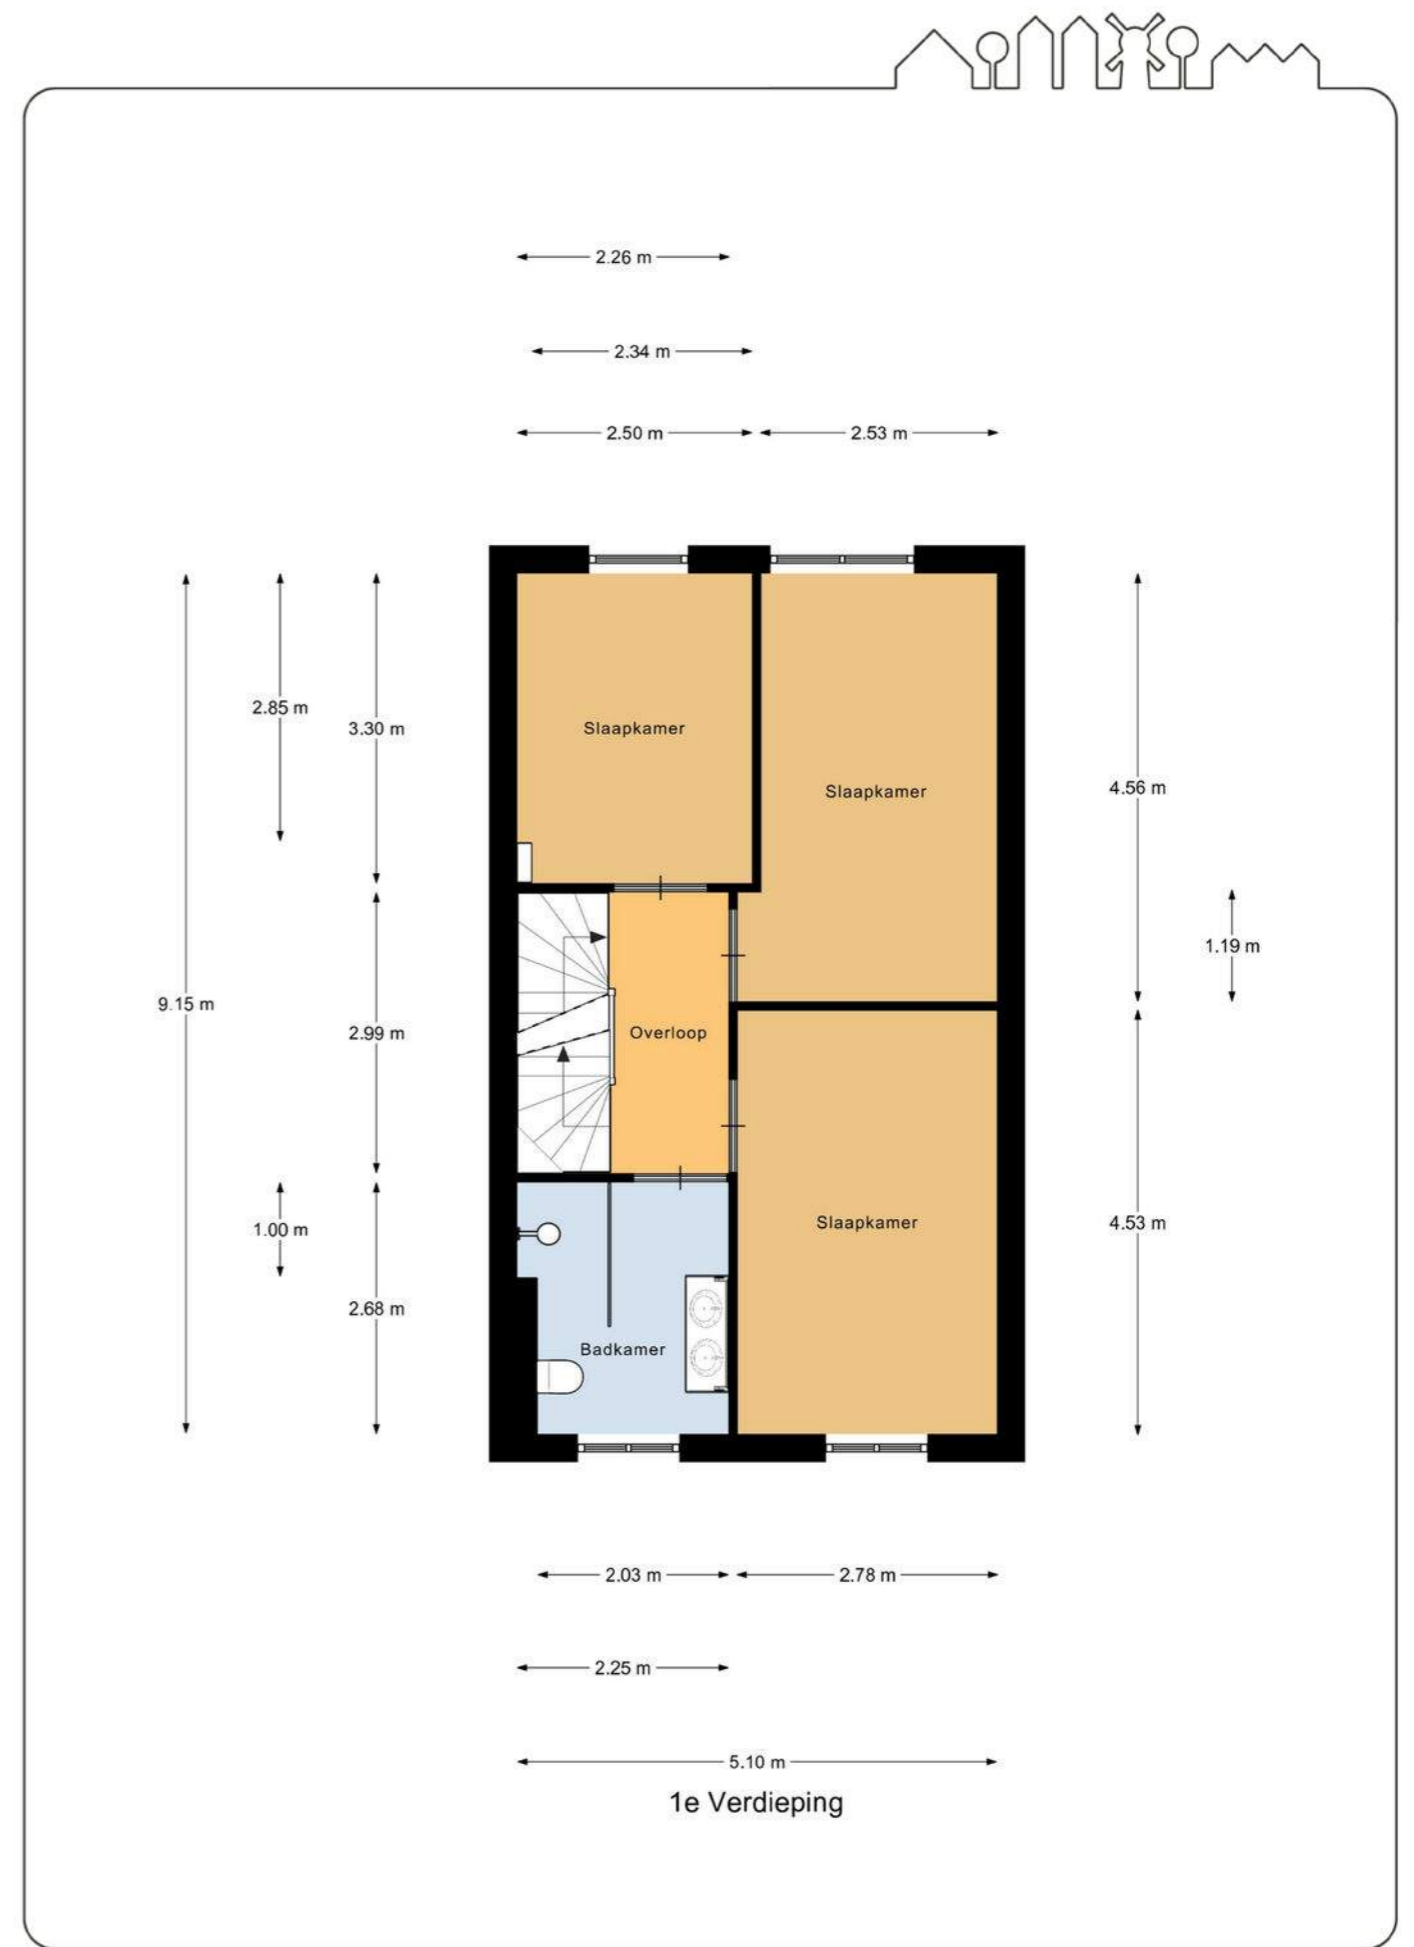 2.26 m
2.34 m
2.50 m
2.53 m
2.85 m
3.30 m
Slaapkamer
Slaapkamer
4.56 m
1.19 m
9.15 m
2.99 m
Overloop
1.00 m
Slaapkamer
4.53 m
2.68 m
Badkamer
2.03 m
2.78 m
2.25 m
5.10 m
1e Verdieping